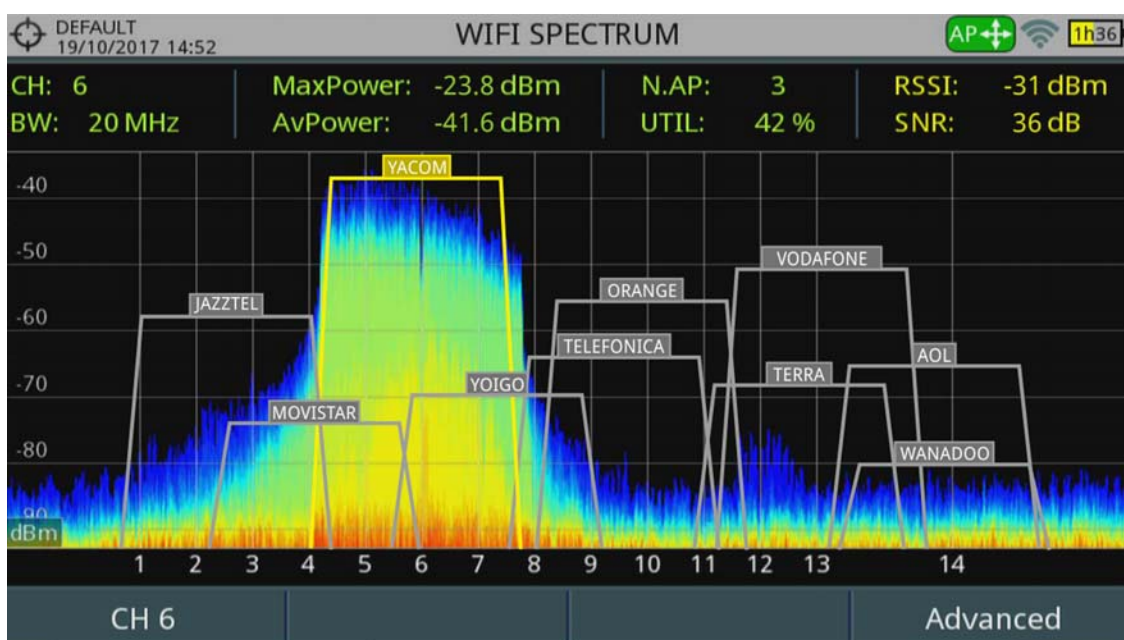 DEFAULT
19/10/2017 14:52
WIFI SPECTRUM
AP
1h36
CH: 6
MaxPower: -23.8 dBm
N.AP: 3
RSSI: -31 dBm
BW: 20 MHz
AvPower: -41.6 dBm
UTIL: 42 %
SNR: 36 dB
YACOM
-40
-50
VODAFONE
ORANGE
JAZZTEL
-60
TELEFONICA
AOL
TERRA
-70
YOIGO
MOVISTAR
-80
WANADOO
-90
dBm
1 2 3 4 5 6 7 8 9 10 11 12 13 14
CH 6
Advanced